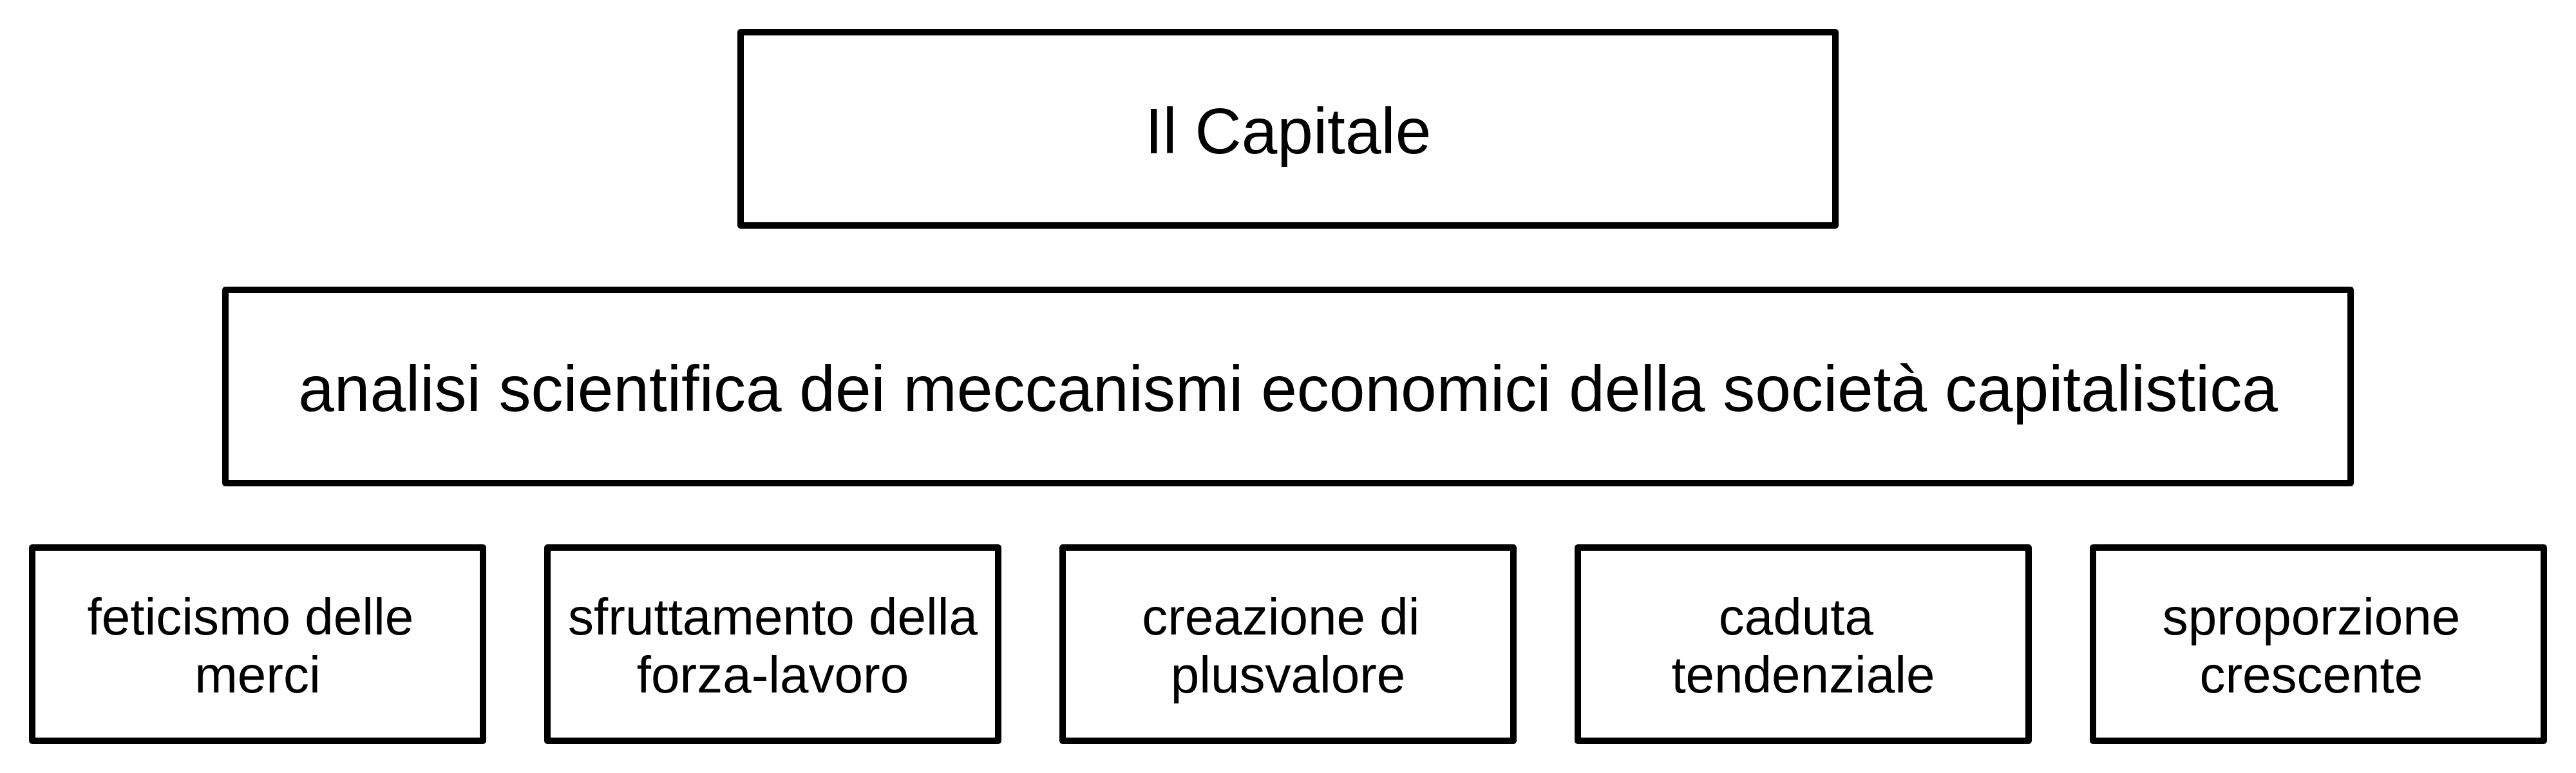 Il Capitale
analisi scientifica dei meccanismi economici della società capitalistica
feticismo delle
merci
sfruttamento della
forza-lavoro
creazione di
plusvalore
caduta
tendenziale
sproporzione
crescente